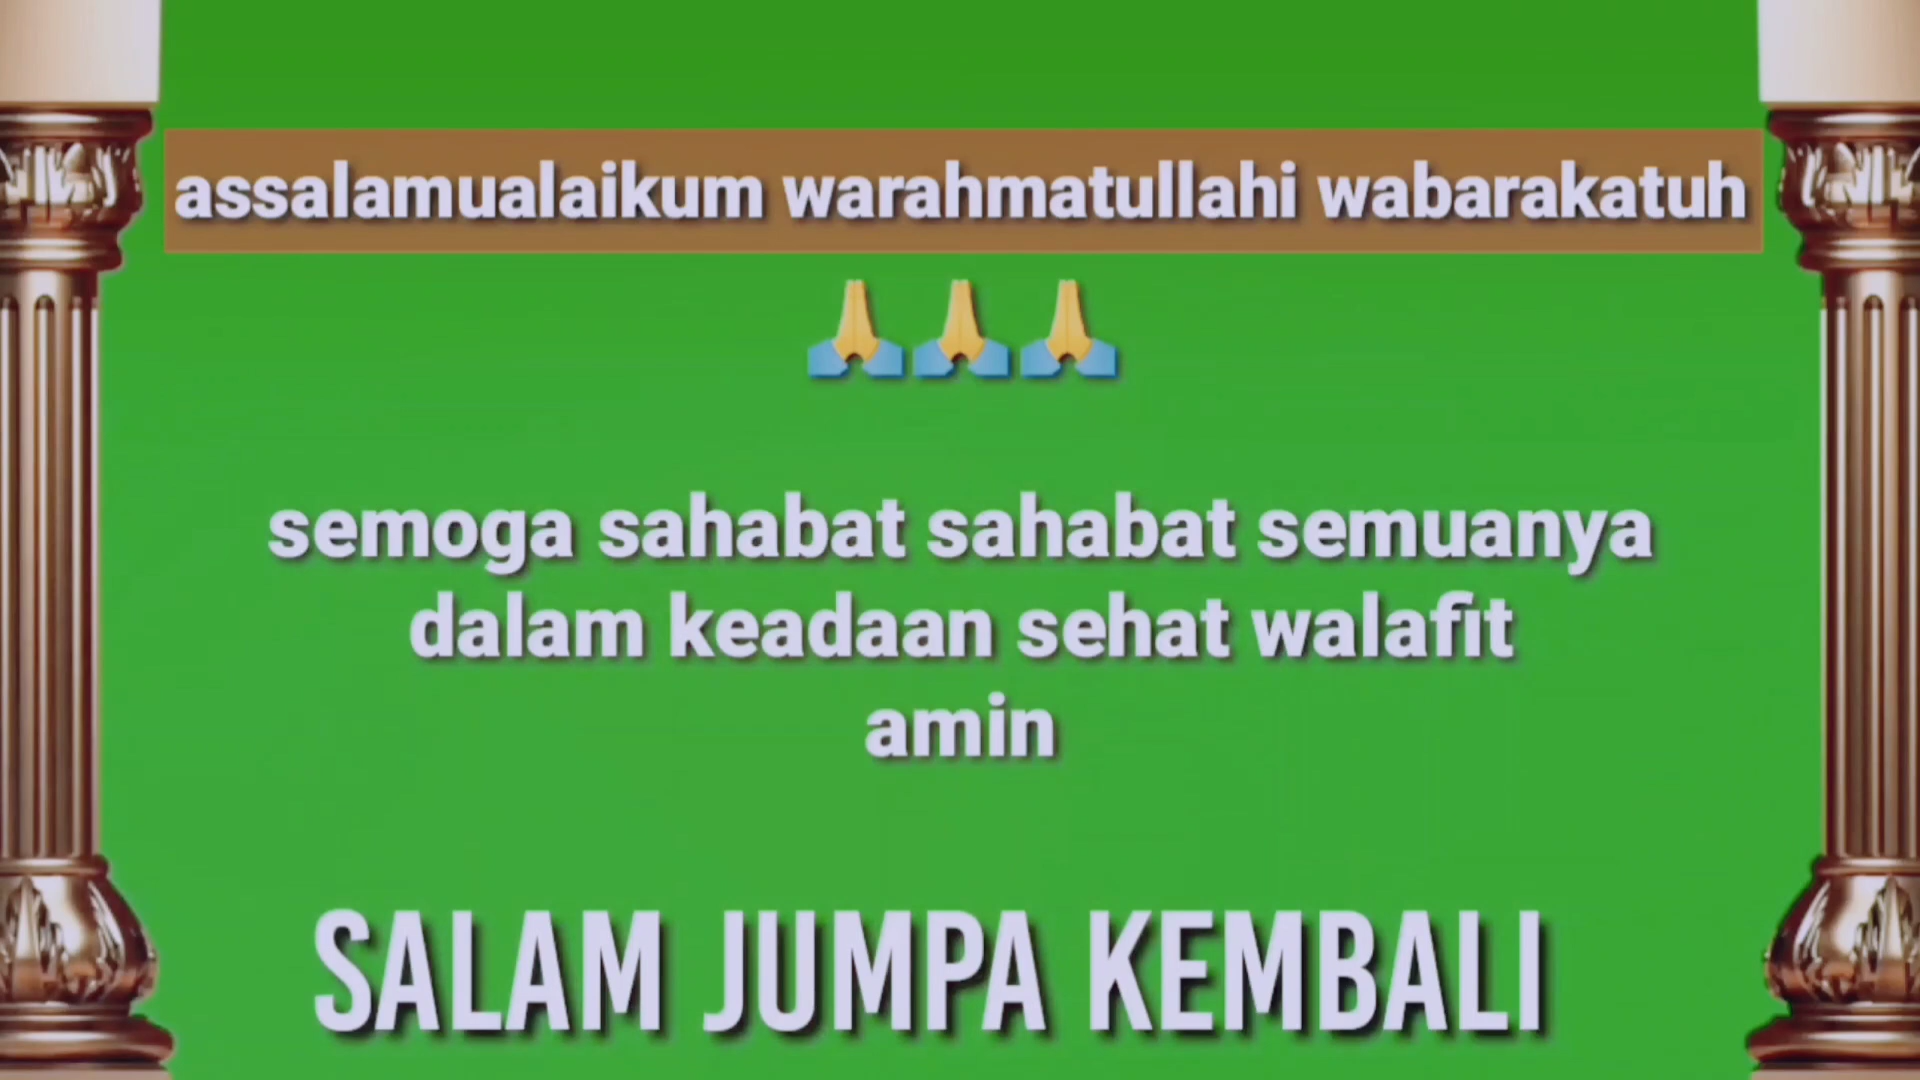 assalamualaikum warahmatullahi wabarakatuh
🙏🙏🙏
semoga sahabat sahabat semuanya
dalam keadaan sehat walafit
amin
SALAM JUMPA KEMBALI